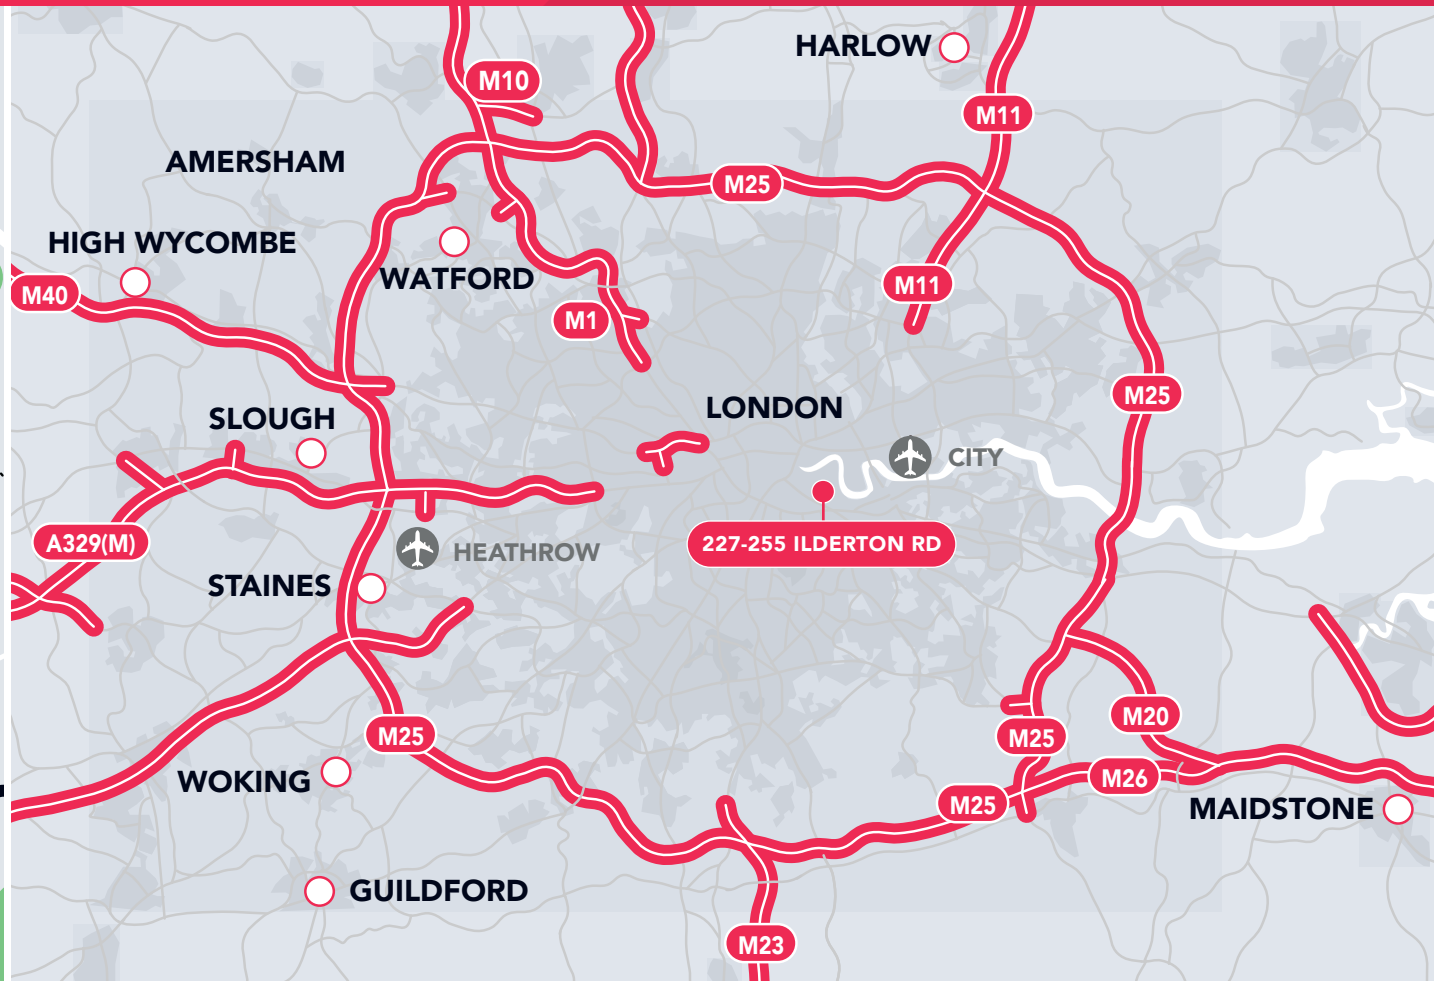 HARLOW
M10
M11
AMERSHAM
M25
HIGH WYCOMBE
WATFORD
M40
M11
M1
M25
SLOUGH
LONDON
CITY
A329(M)
227-255 ILDERTON RD
HEATHROW
STAINES
M20
M25
M25
WOKING
M26
M25
MAIDSTONE
GUILDFORD
M23